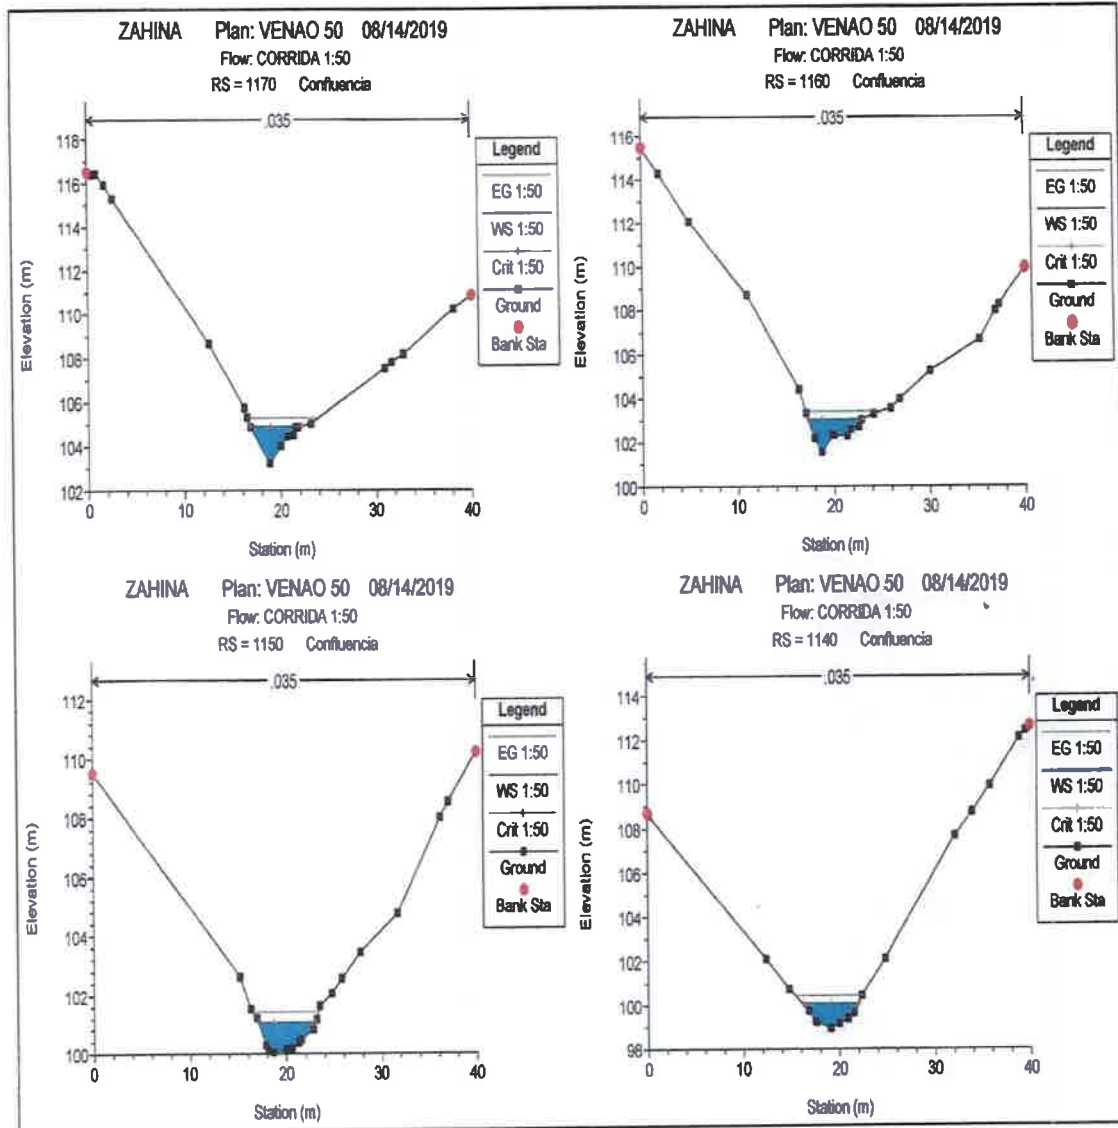 ZAHINA Plan: VENAO 50 08/14/2019
Flow: CORRIDA 1:50
RS = 1170 Confluencia
.035
118
116
114
112
110
108
106
104
102
Elevation (m)
0 10 20 30 40
Station (m)
Legend
EG 1:50
WS 1:50
Crit 1:50
Ground
Bank Sta
ZAHINA Plan: VENAO 50 08/14/2019
Flow: CORRIDA 1:50
RS = 1160 Confluencia
.035
116
114
112
110
108
106
104
102
100
Elevation (m)
0 10 20 30 40
Station (m)
Legend
EG 1:50
WS 1:50
Crit 1:50
Ground
Bank Sta
ZAHINA Plan: VENAO 50 08/14/2019
Flow: CORRIDA 1:50
RS = 1150 Confluencia
.035
112
110
108
106
104
102
100
Elevation (m)
0 10 20 30 40
Station (m)
Legend
EG 1:50
WS 1:50
Crit 1:50
Ground
Bank Sta
ZAHINA Plan: VENAO 50 08/14/2019
Flow: CORRIDA 1:50
RS = 1140 Confluencia
.035
114
112
110
108
106
104
102
100
98
Elevation (m)
0 10 20 30 40
Station (m)
Legend
EG 1:50
WS 1:50
Crit 1:50
Ground
Bank Sta